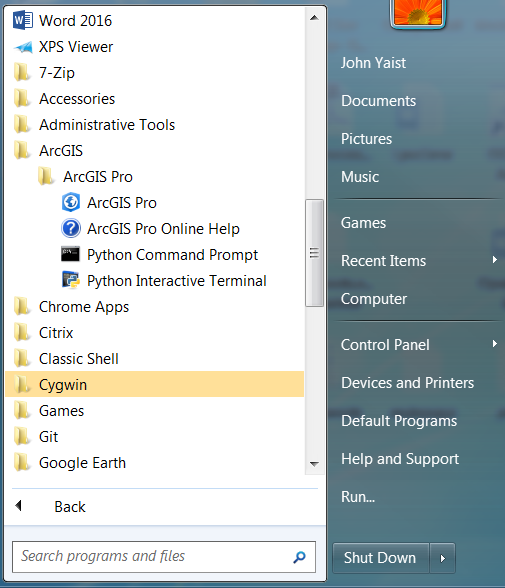 Word 2016
XPS Viewer
7-Zip
Accessories
Administrative Tools
ArcGIS
ArcGIS Pro
ArcGIS Pro
ArcGIS Pro Online Help
Python Command Prompt
Python Interactive Terminal
Chrome Apps
Citrix
Classic Shell
Cygwin
Games
Git
Google Earth
Back
Search programs and files
John Yaist
Documents
Pictures
Music
Games
Recent Items
Computer
Control Panel
Devices and Printers
Default Programs
Help and Support
Run...
Shut Down